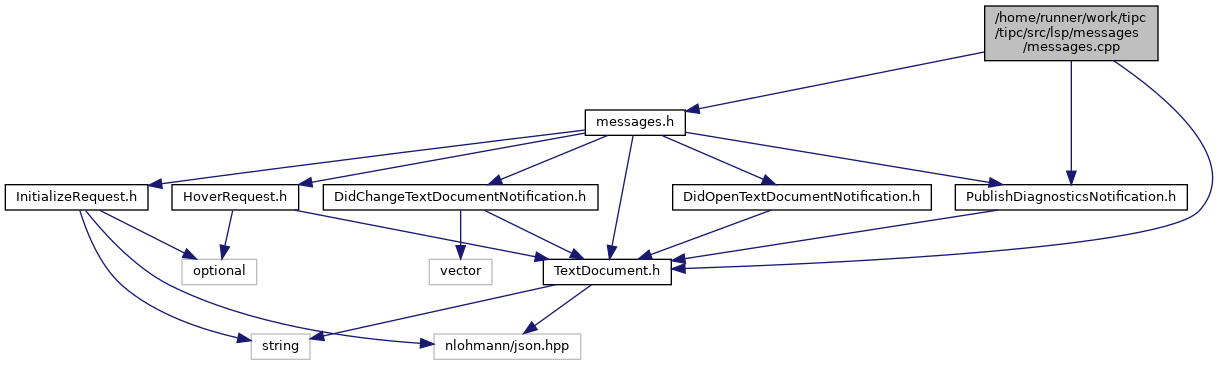 /home/runner/work/tipc
/tipc/src/lsp/messages
/messages.cpp
messages.h
InitializeRequest.h
HoverRequest.h
DidChangeTextDocumentNotification.h
DidOpenTextDocumentNotification.h
PublishDiagnosticsNotification.h
optional
vector
TextDocument.h
string
nlohmann/json.hpp